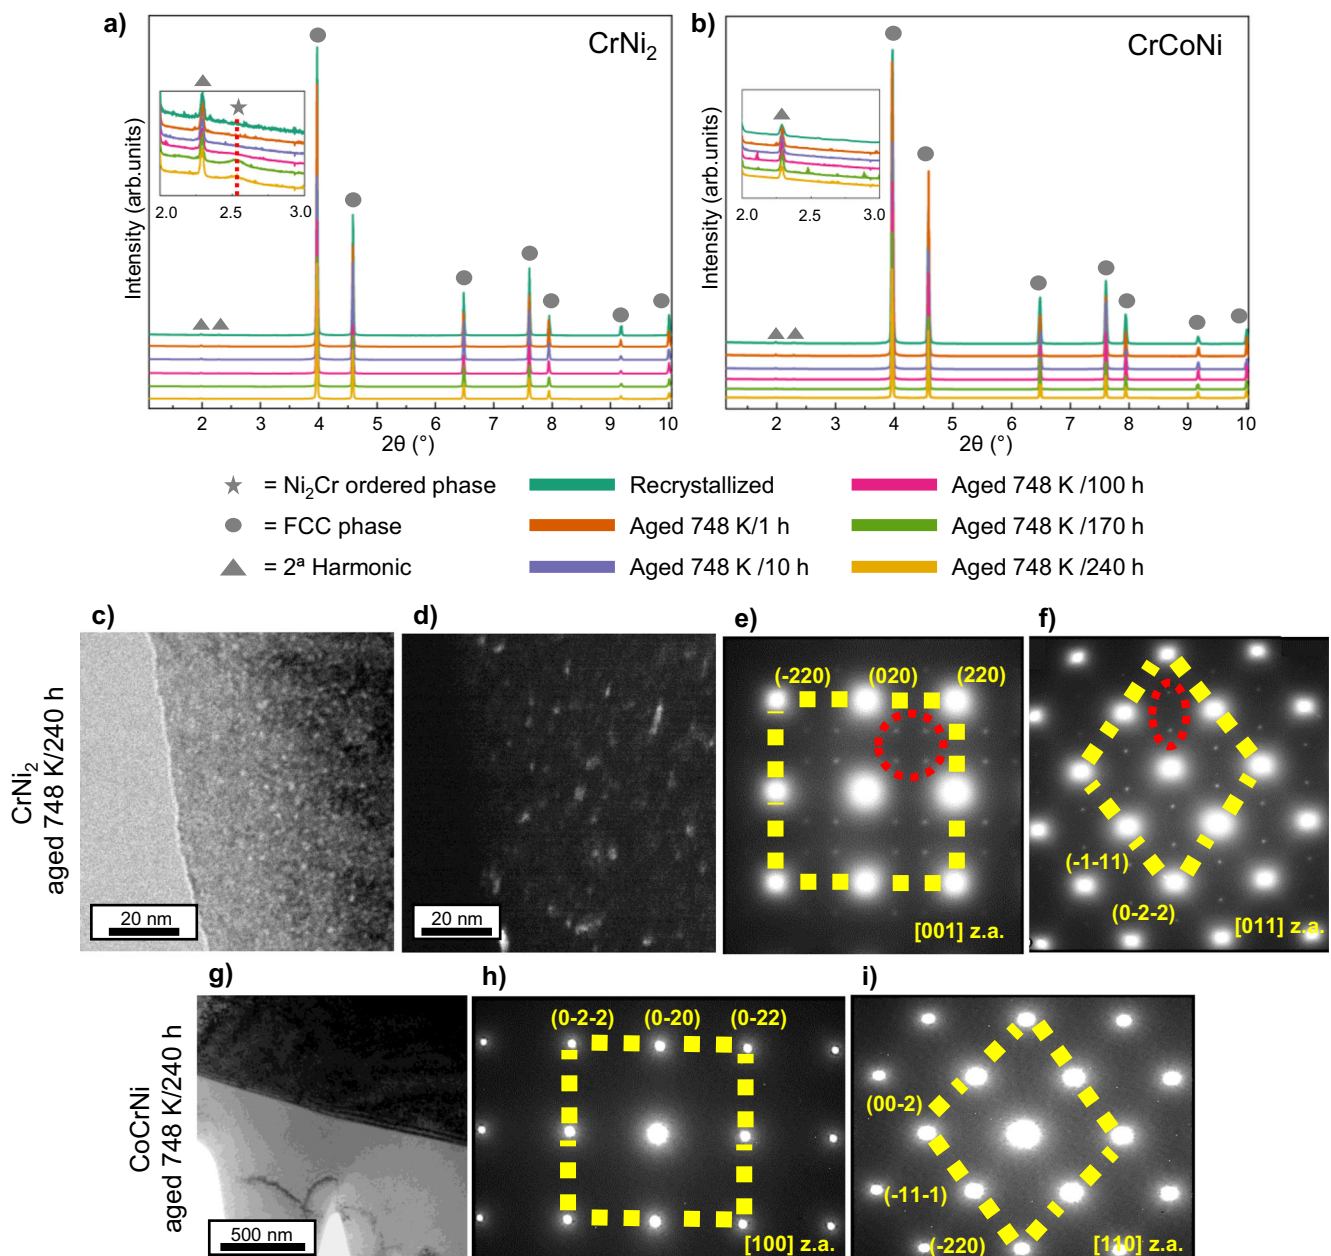 a)
CrNi₂
Intensity (arb.units)
2.0 2.5 3.0
2 3 4 5 6 7 8 9 10
2θ (°)
b)
CrCoNi
Intensity (arb.units)
2.0 2.5 3.0
2 3 4 5 6 7 8 9 10
2θ (°)
= Ni₂Cr ordered phase
= FCC phase
= 2ª Harmonic
Recrystallized
Aged 748 K/1 h
Aged 748 K /10 h
Aged 748 K /100 h
Aged 748 K /170 h
Aged 748 K /240 h
CrNi₂
aged 748 K/240 h
c)
20 nm
d)
20 nm
e)
(-220) (020) (220)
[001] z.a.
f)
(-1-11)
(0-2-2)
[011] z.a.
CoCrNi
aged 748 K/240 h
g)
500 nm
h)
(0-2-2) (0-20) (0-22)
[100] z.a.
i)
(00-2)
(-11-1)
(-220)
[110] z.a.